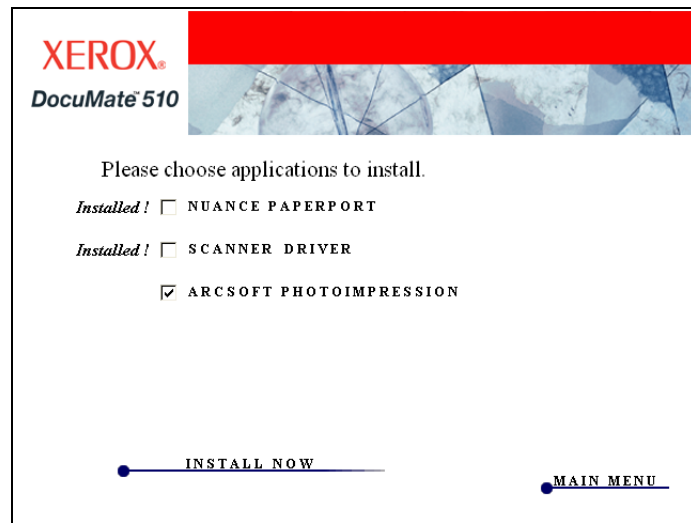 XEROX®
DocuMate™ 510
Please choose applications to install.
Installed ! NUANCE PAPERPORT
Installed ! SCANNER DRIVER
ARCSOFT PHOTOIMPRESSION
INSTALL NOW
MAIN MENU